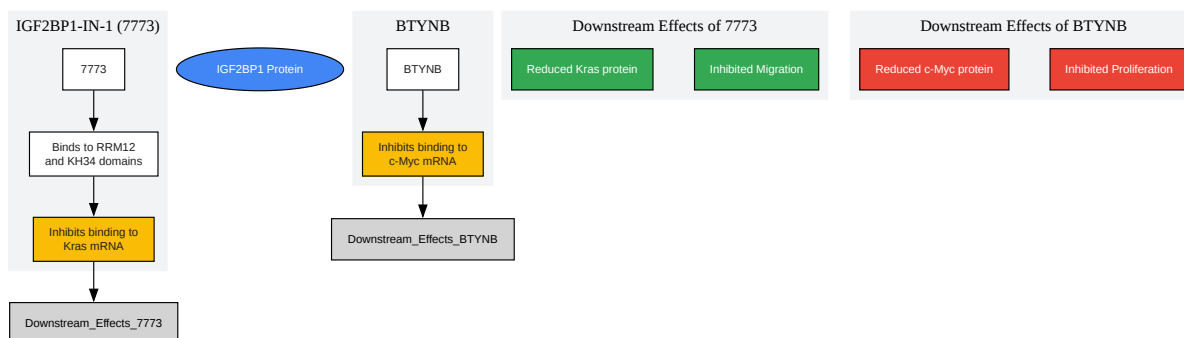 IGF2BP1-IN-1 (7773)
7773
Binds to RRM12
and KH34 domains
Inhibits binding to
Kras mRNA
Downstream_Effects_7773
IGF2BP1 Protein
BTYNB
BTYNB
Inhibits binding to
c-Myc mRNA
Downstream_Effects_BTYNB
Downstream Effects of 7773
Reduced Kras protein
Inhibited Migration
Downstream Effects of BTYNB
Reduced c-Myc protein
Inhibited Proliferation